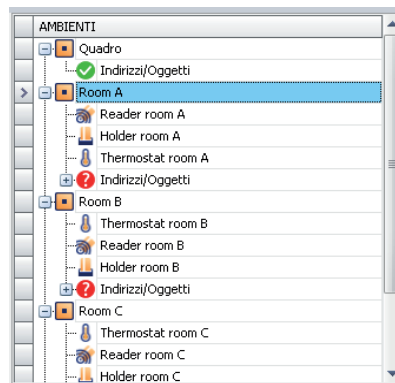 AMBIENTI
Quadro
Indirizzi/Oggetti
Room A
Reader room A
Holder room A
Thermostat room A
Indirizzi/Oggetti
Room B
Thermostat room B
Reader room B
Holder room B
Indirizzi/Oggetti
Room C
Thermostat room C
Reader room C
Holder room C